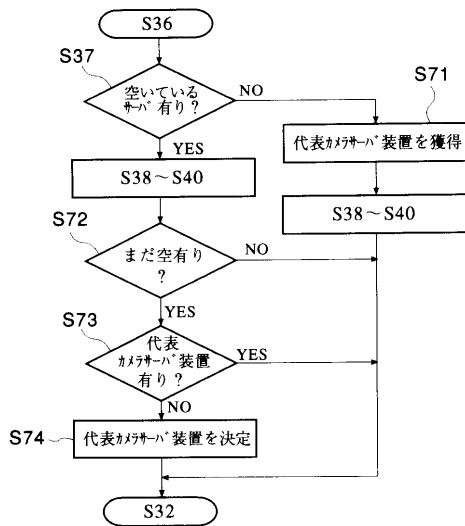 S36
S37
空いている
ｻｰﾊﾞ有り？
NO
S71
代表ｶﾒﾗｻｰﾊﾞ装置を獲得
YES
S38～S40
S38～S40
S72
まだ空有り
？
NO
YES
S73
代表
ｶﾒﾗｻｰﾊﾞ装置
有り？
YES
NO
S74
代表ｶﾒﾗｻｰﾊﾞ装置を決定
S32